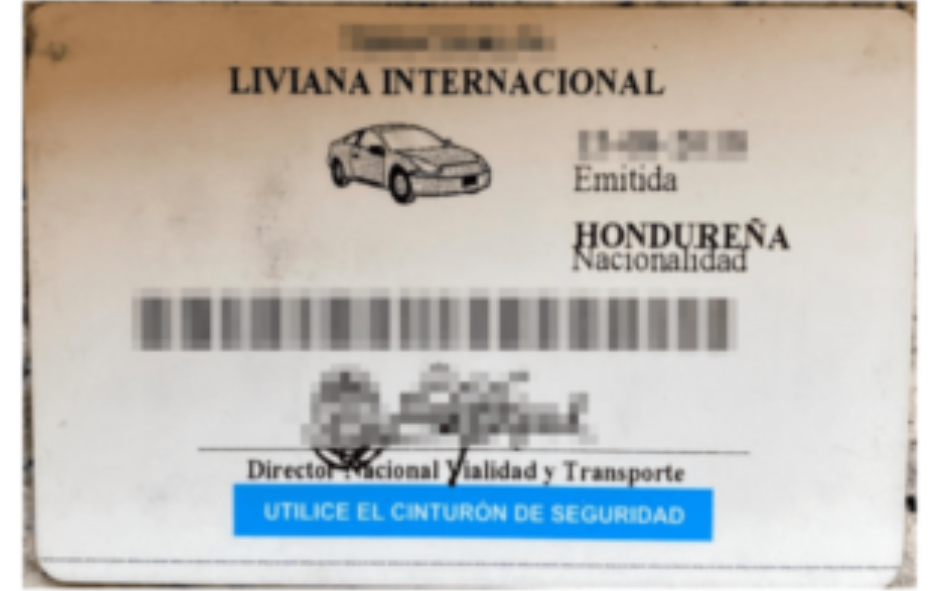 LIVIANA INTERNACIONAL
Emitida
HONDUREÑA
Nacionalidad
Director Nacional Vialidad y Transporte
UTILICE EL CINTURÓN DE SEGURIDAD